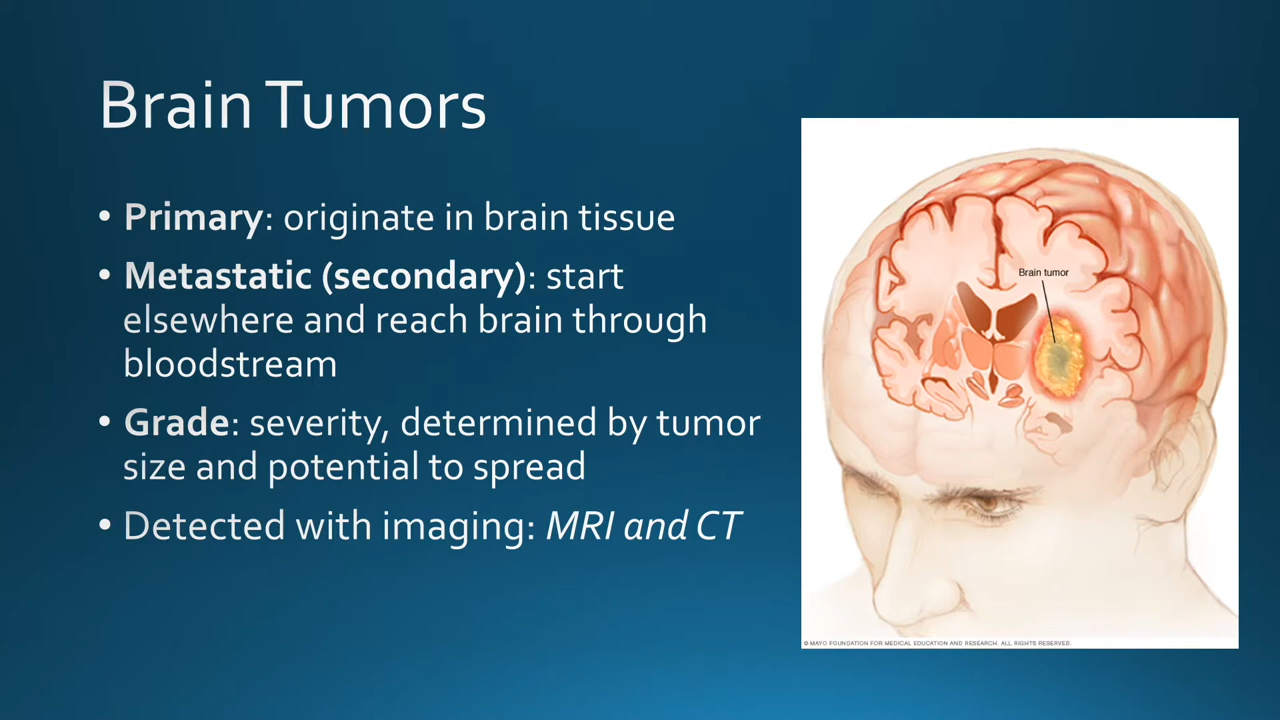 Brain Tumors
• Primary: originate in brain tissue
• Metastatic (secondary): start
elsewhere and reach brain through
bloodstream
• Grade: severity, determined by tumor
size and potential to spread
• Detected with imaging: MRI and CT
Brain tumor
© MAYO FOUNDATION FOR MEDICAL EDUCATION AND RESEARCH. ALL RIGHTS RESERVED.